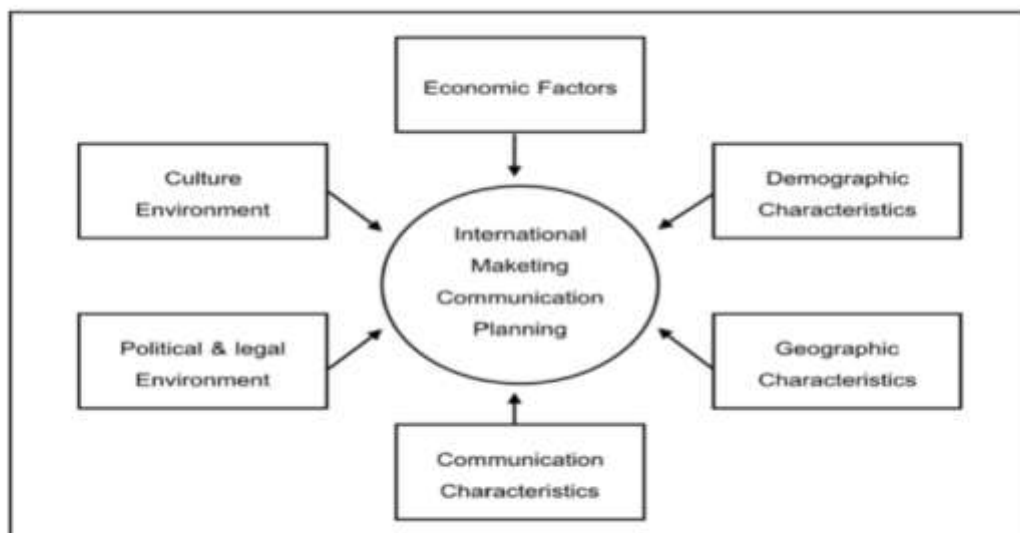 Economic Factors
Culture
Environment
Demographic
Characteristics
International
Maketing
Communication
Planning
Political & legal
Environment
Geographic
Characteristics
Communication
Characteristics